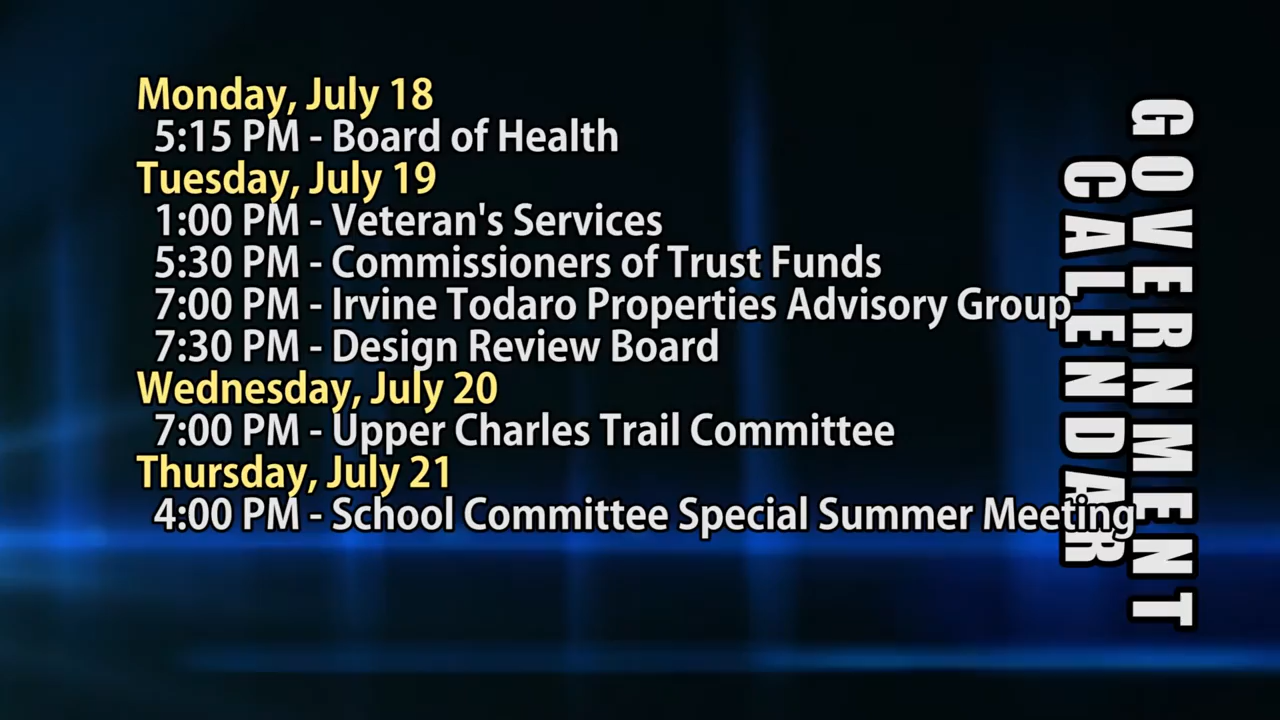 Monday, July 18
5:15 PM - Board of Health
Tuesday, July 19
1:00 PM - Veteran's Services
5:30 PM - Commissioners of Trust Funds
7:00 PM - Irvine Todaro Properties Advisory Group
7:30 PM - Design Review Board
Wednesday, July 20
7:00 PM - Upper Charles Trail Committee
Thursday, July 21
4:00 PM - School Committee Special Summer Meeting
GOVERNMENT
CALENDAR